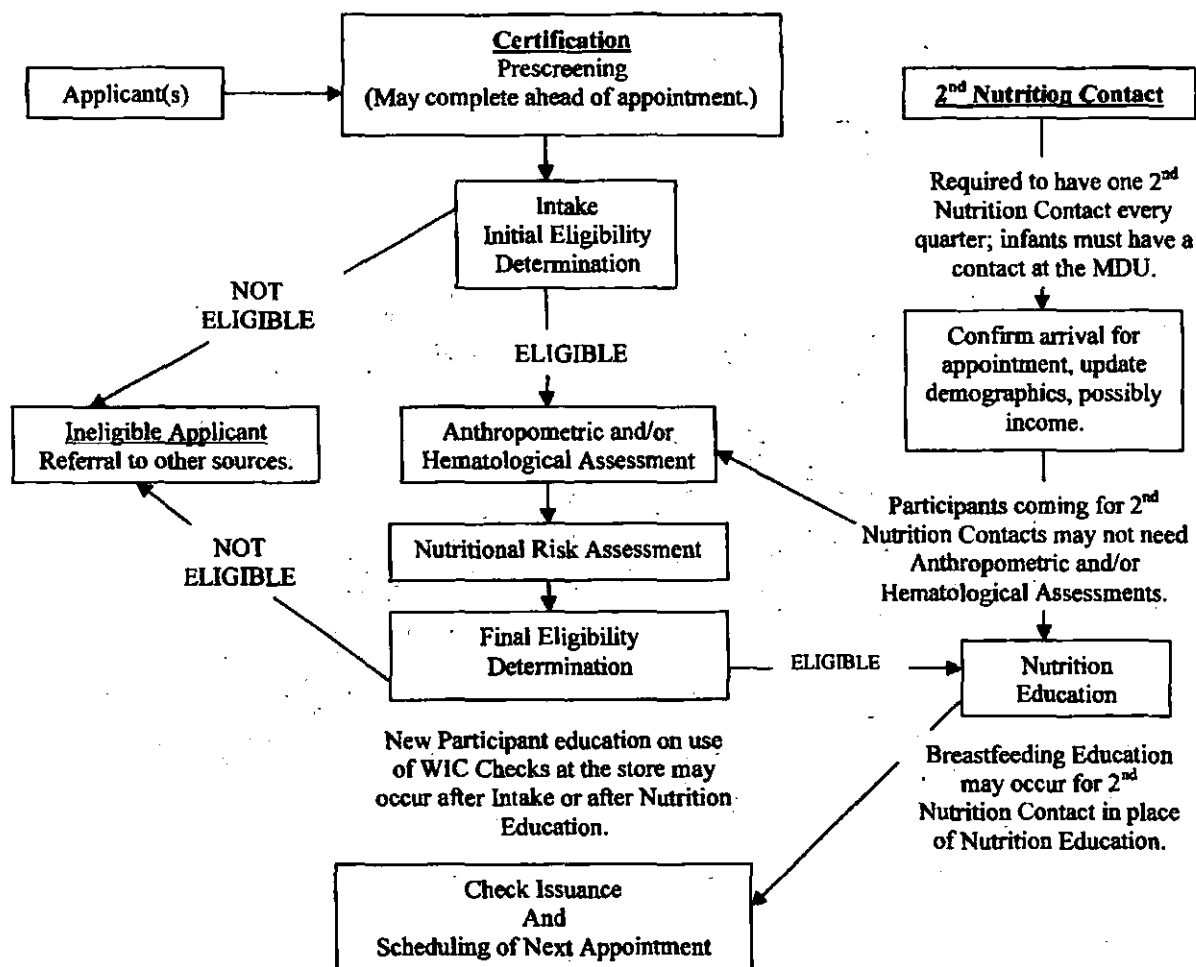 Applicant(s)
Certification
Prescreening
(May complete ahead of appointment.)
2nd Nutrition Contact
Intake
Initial Eligibility
Determination
Required to have one 2nd
Nutrition Contact every
quarter; infants must have a
contact at the MDU.
NOT
ELIGIBLE
ELIGIBLE
Confirm arrival for
appointment, update
demographics, possibly
income.
Ineligible Applicant
Referral to other sources.
Anthropometric and/or
Hematological Assessment
Participants coming for 2nd
Nutrition Contacts may not need
Anthropometric and/or
Hematological Assessments.
NOT
ELIGIBLE
Nutritional Risk Assessment
Final Eligibility
Determination
ELIGIBLE
Nutrition
Education
New Participant education on use
of WIC Checks at the store may
occur after Intake or after Nutrition
Education.
Breastfeeding Education
may occur for 2nd
Nutrition Contact in place
of Nutrition Education.
Check Issuance
And
Scheduling of Next Appointment